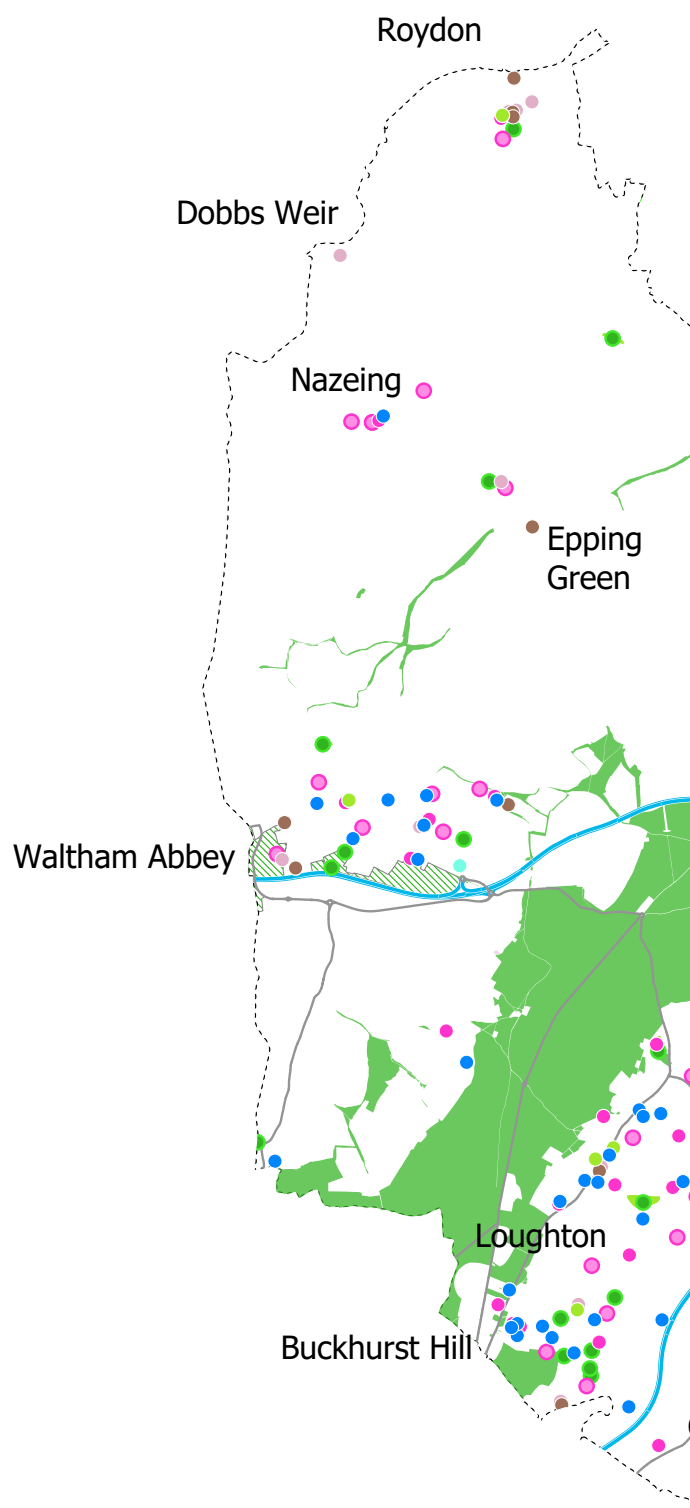 Roydon
Dobbs Weir
Nazeing
Epping
Green
Waltham Abbey
Loughton
Buckhurst Hill